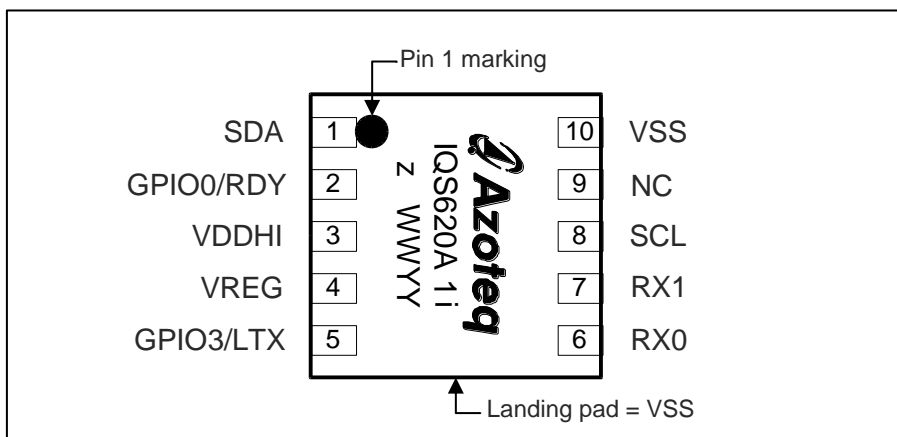 Pin 1 marking
SDA 1 10 VSS
GPIO0/RDY 2 9 NC
VDDHI 3 8 SCL
VREG 4 7 RX1
GPIO3/LTX 5 6 RX0
Azoteq
IQS620A 1i
z WWYY
Landing pad = VSS